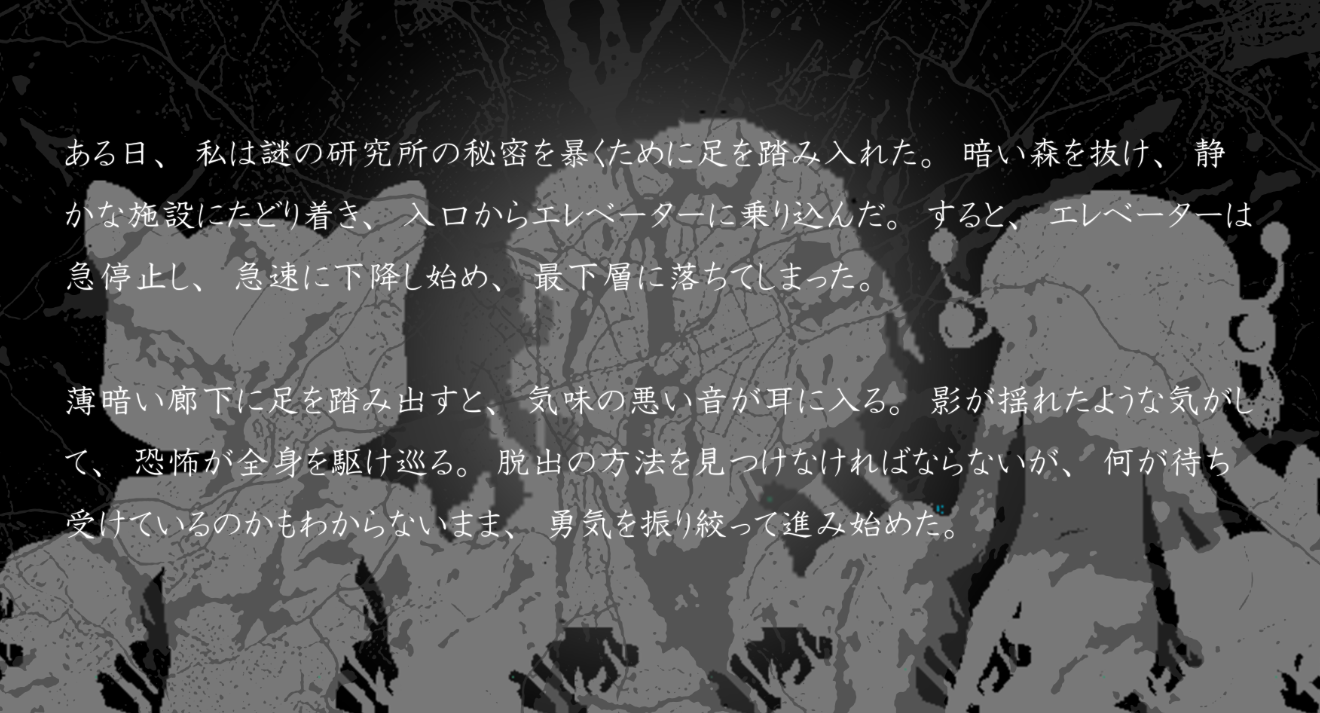 ある日、 私は謎の研究所の秘密を暴くために足を踏み入れた。 暗い森を抜け、 静
かな施設にたどり着き、 入口からエレベーターに乗り込んだ。 すると、 エレベーターは
急停止し、 急速に下降し始め、 最下層に落ちてしまった。
薄暗い廊下に足を踏み出すと、 気味の悪い音が耳に入る。 影が揺れたような気がし
て、 恐怖が全身を駆け巡る。 脱出の方法を見つけなければならないが、 何が待ち
受けているのかもわからないまま、 勇気を振り絞って進み始めた。